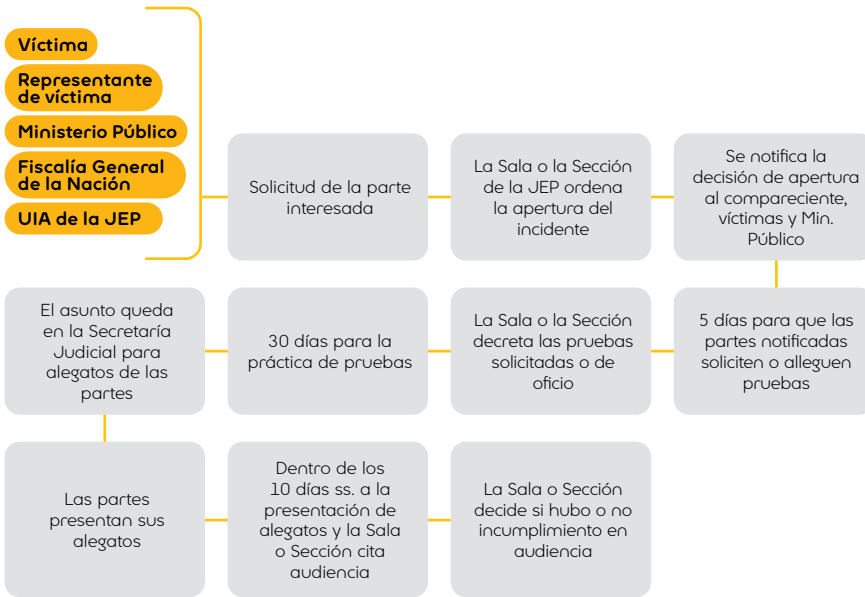 Víctima
Representante
de víctima
Ministerio Público
Fiscalía General
de la Nación
UIA de la JEP
Solicitud de la parte
interesada
La Sala o la Sección
de la JEP ordena
la apertura del
incidente
Se notifica la
decisión de apertura
al compareciente,
víctimas y Min.
Público
5 días para que las
partes notificadas
soliciten o alleguen
pruebas
La Sala o la Sección
decreta las pruebas
solicitadas o de
oficio
30 días para la
práctica de pruebas
El asunto queda
en la Secretaría
Judicial para
alegatos de las
partes
Las partes
presentan sus
alegatos
Dentro de los
10 días ss. a la
presentación de
alegatos y la Sala
o Sección cita
audiencia
La Sala o Sección
decide si hubo o no
incumplimiento en
audiencia